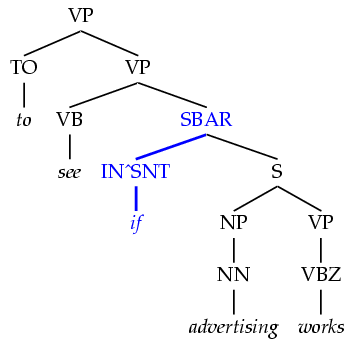 VP
TO VP
to VB SBAR
see IN^SNT S
if NP VP
NN VBZ
advertising works